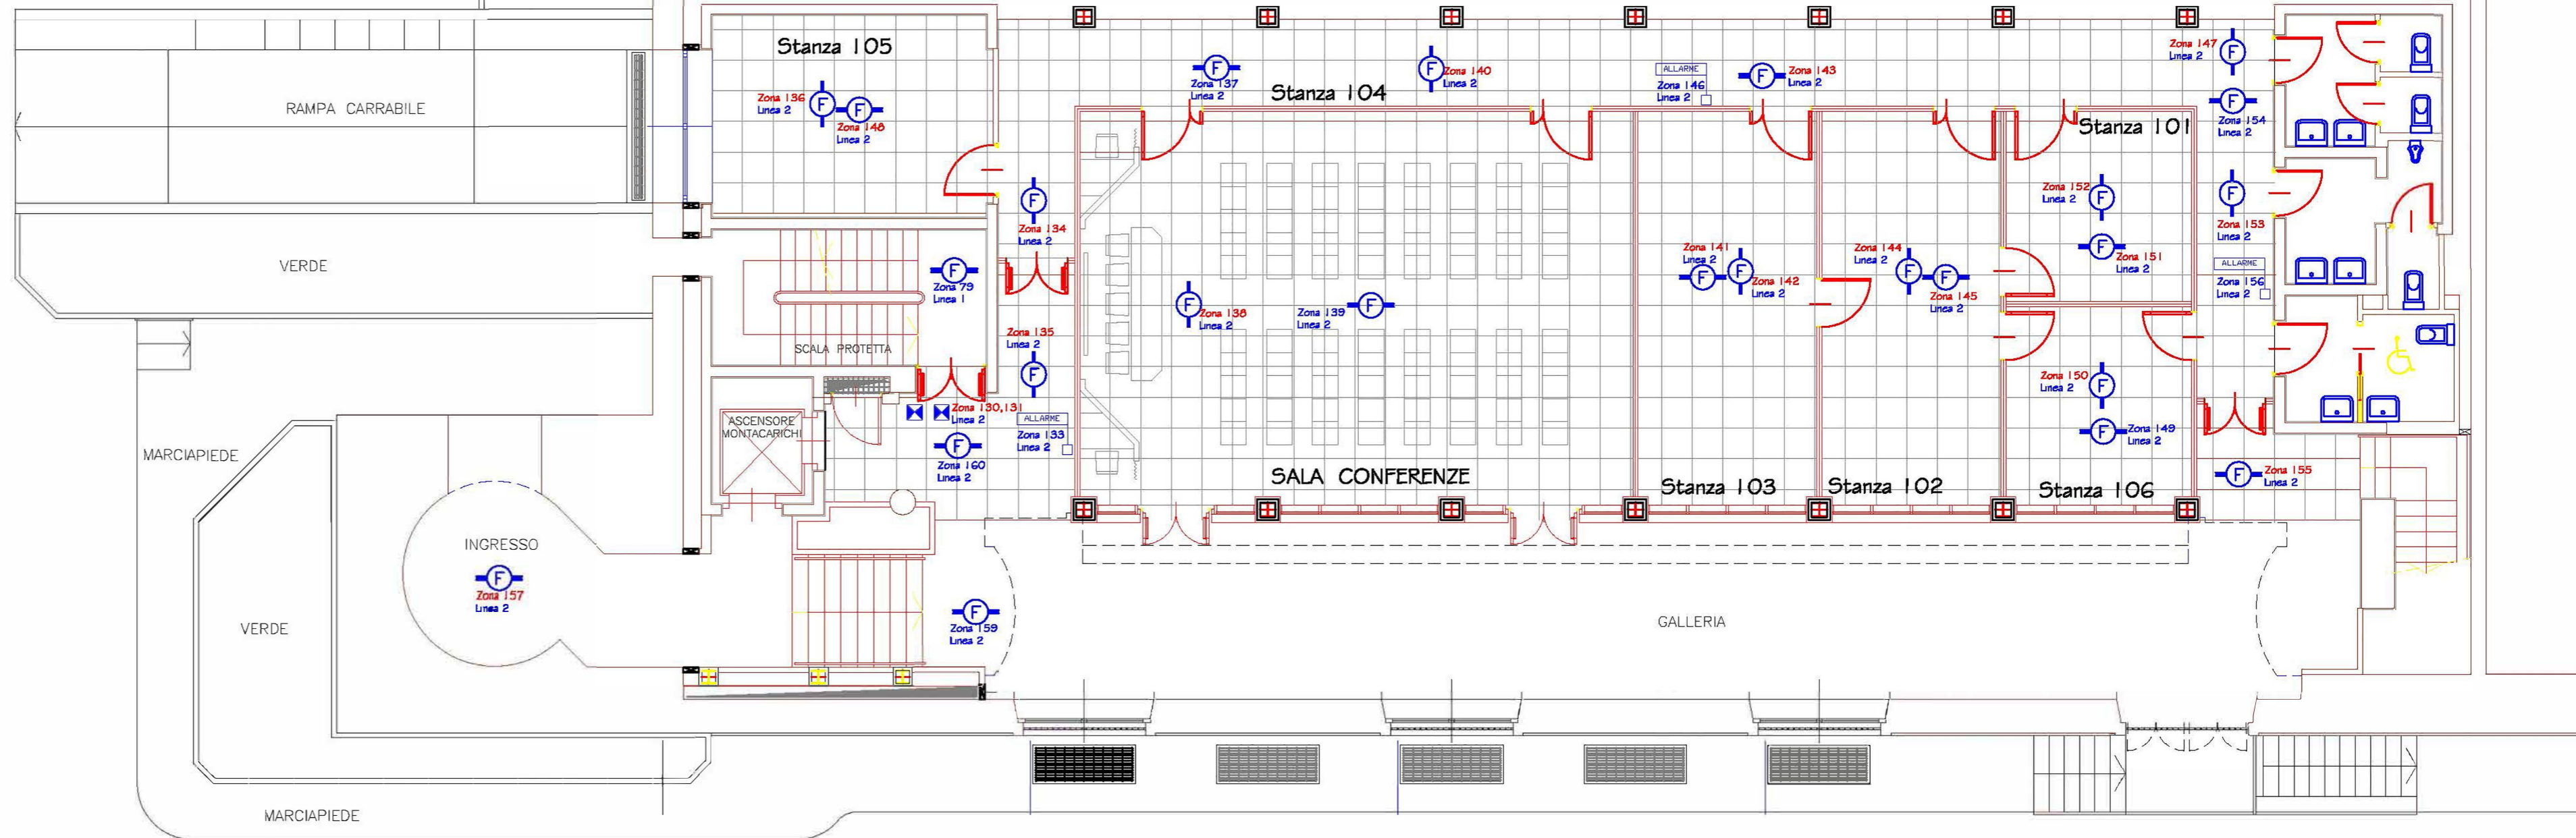 Stanza 105
Zona 136
Linea 2
F
F
Zona 148
Linea 2
RAMPA CARRABILE
F
Zona 137
Linea 2
Stanza 104
F
Zona 140
Linea 2
ALLARME
Zona 146
Linea 2
F
Zona 143
Linea 2
Zona 147
Linea 2
F
F
Zona 154
Linea 2
Stanza 101
Zona 152
Linea 2
F
F
Zona 151
Linea 2
F
Zona 153
Linea 2
ALLARME
Zona 156
Linea 2
F
Zona 134
Linea 2
VERDE
F
Zona 79
Linea 1
SCALA PROTETTA
Zona 135
Linea 2
F
F
Zona 138
Linea 2
Zona 139
Linea 2
F
Zona 141
Linea 2
F
F
Zona 142
Linea 2
Zona 144
Linea 2
F
F
Zona 145
Linea 2
Zona 150
Linea 2
F
F
Zona 149
Linea 2
ASCENSORE
MONTACARICHI
Zona 130,131
Linea 2
F
Zona 160
Linea 2
ALLARME
Zona 133
Linea 2
MARCIAPIEDE
SALA CONFERENZE
Stanza 103
Stanza 102
Stanza 106
F
Zona 155
Linea 2
INGRESSO
F
Zona 157
Linea 2
VERDE
F
Zona 159
Linea 2
GALLERIA
MARCIAPIEDE